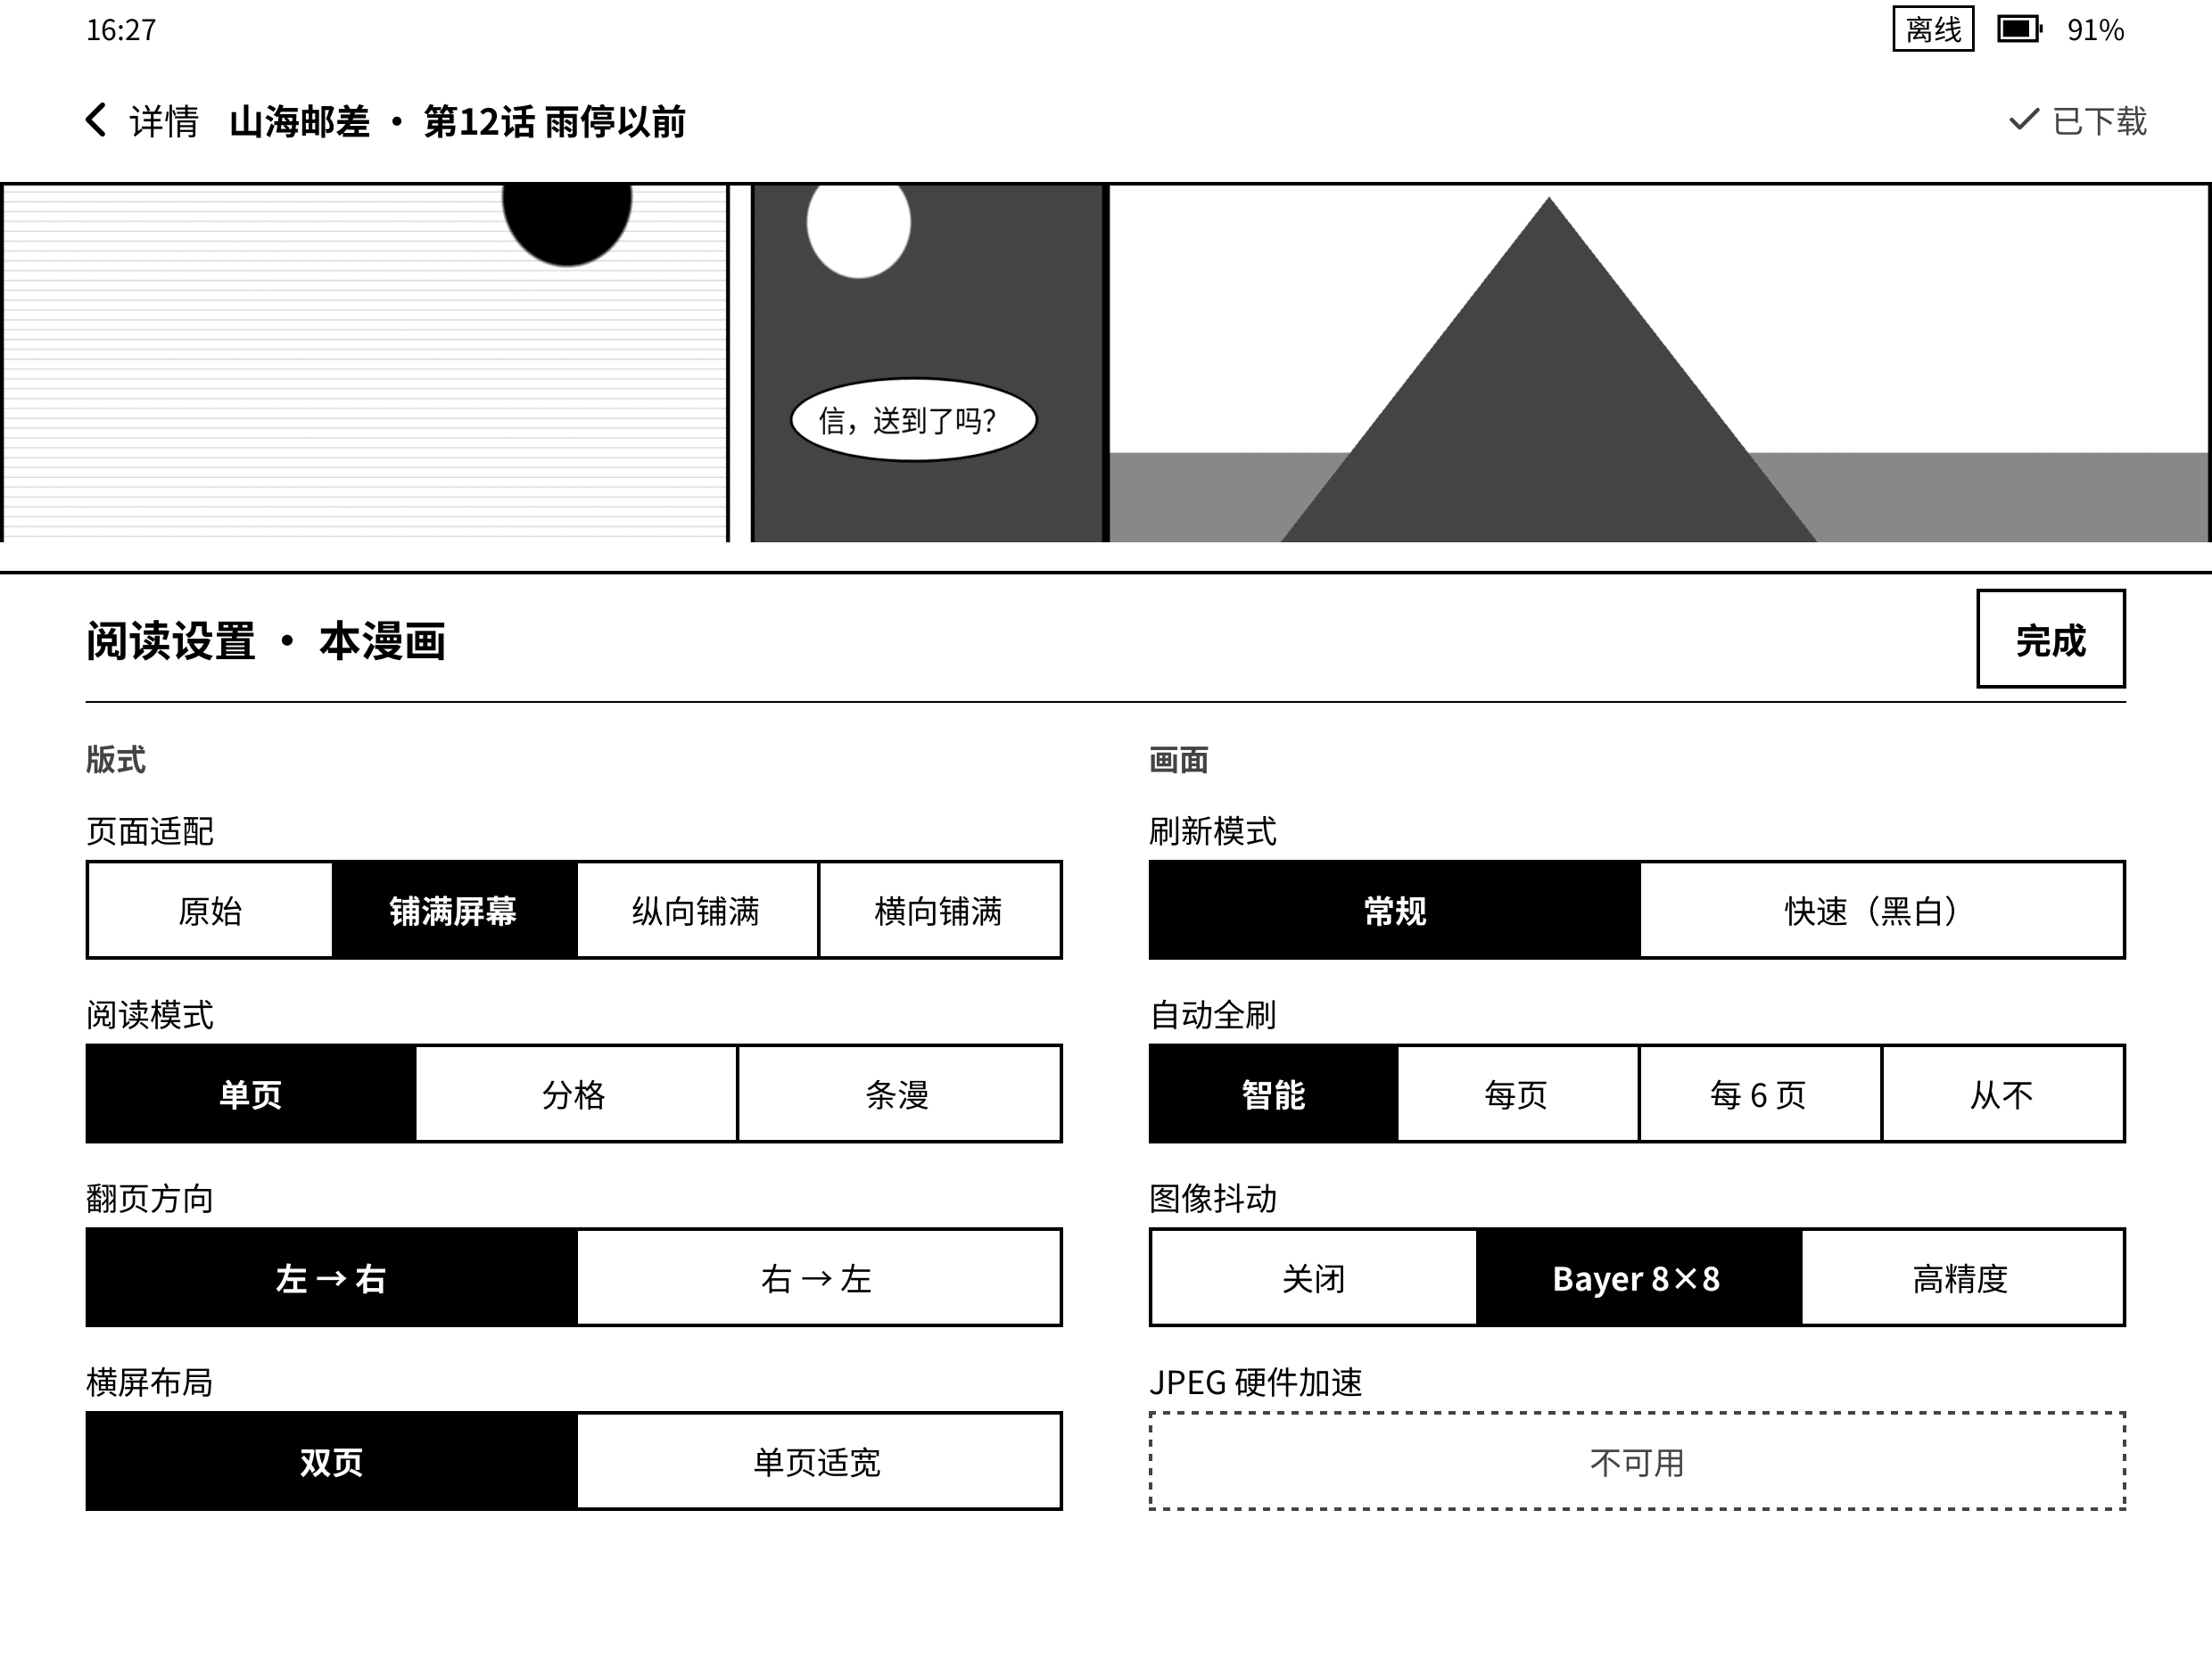 16:27 离线 91%
详情 山海邮差 · 第12话 雨停以前 已下载
信，送到了吗？
阅读设置 · 本漫画 完成
版式
页面适配
原始 铺满屏幕 纵向铺满 横向铺满
阅读模式
单页 分格 条漫
翻页方向
左 → 右 右 → 左
横屏布局
双页 单页适宽
画面
刷新模式
常规 快速（黑白）
自动全刷
智能 每页 每 6 页 从不
图像抖动
关闭 Bayer 8×8 高精度
JPEG 硬件加速
不可用